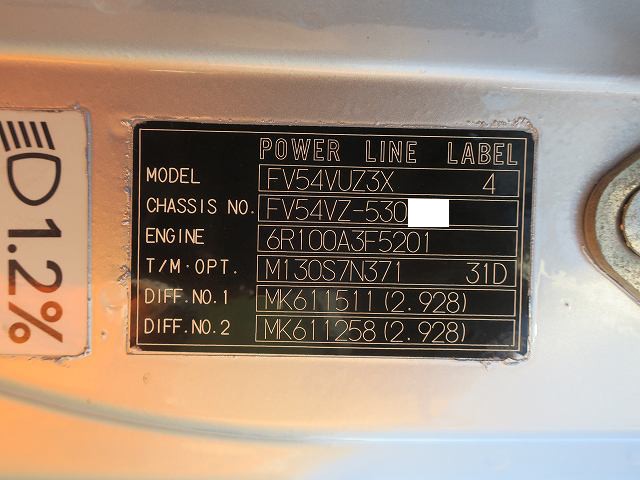 POWER LINE LABEL
MODEL FV54VUZ3X 4
CHASSIS NO. FV54VZ-530
ENGINE 6R100A3F5201
T/M・OPT. M130S7N371 31D
DIFF.NO.1 MK611511(2.928)
DIFF.NO.2 MK611258(2.928)
1.2%